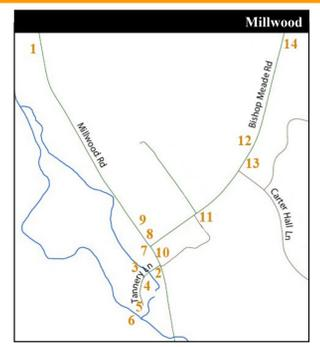 Millwood
1
14
Bishop Meade Rd
Millwood Rd
12
13
Carter Hall Ln
9
11
8
7
10
3
2
Tannery Ln
4
5
6